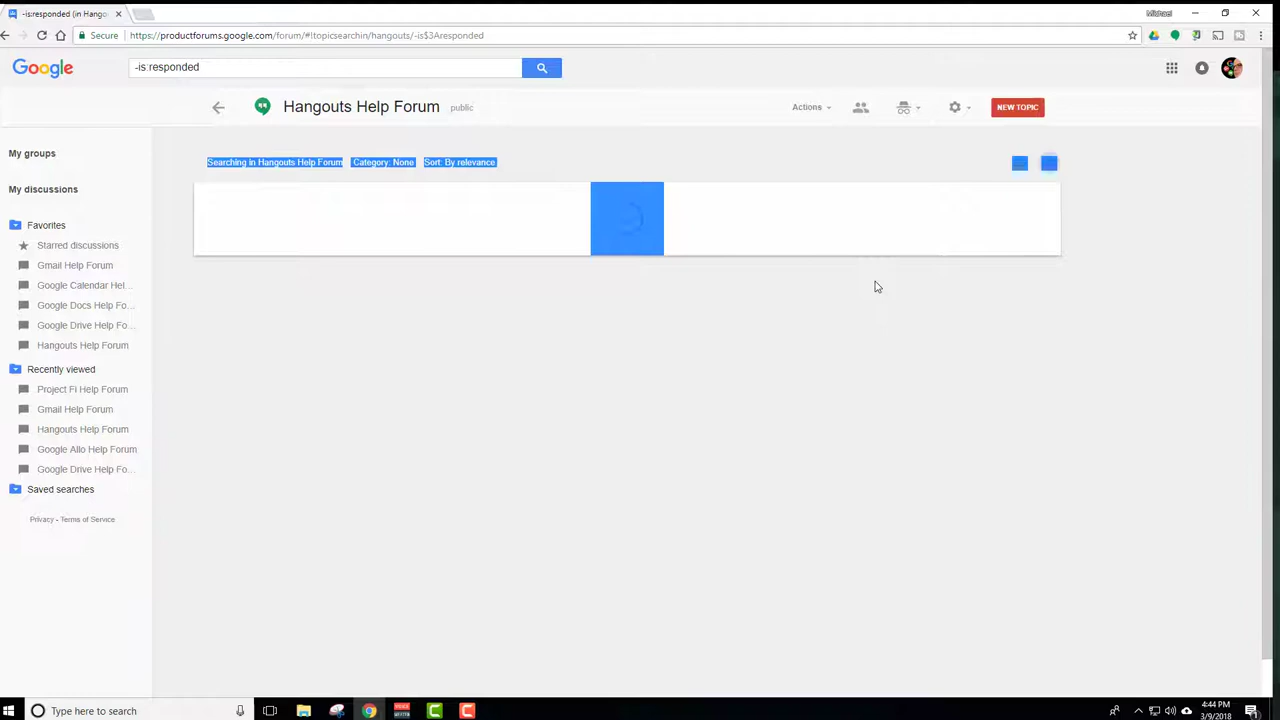 -is:responded (in Hango
Michael
Secure
https://productforums.google.com/forum/#!topicsearchin/hangouts/-is$3Aresponded
Google
-is:responded
Hangouts Help Forum
public
Actions
NEW TOPIC
My groups
My discussions
Favorites
Starred discussions
Gmail Help Forum
Google Calendar Hel...
Google Docs Help Fo...
Google Drive Help Fo...
Hangouts Help Forum
Recently viewed
Project Fi Help Forum
Gmail Help Forum
Hangouts Help Forum
Google Allo Help Forum
Google Drive Help Fo...
Saved searches
Privacy - Terms of Service
Searching in Hangouts Help Forum Category: None Sort: By relevance
Type here to search
4:44 PM
3/9/2018